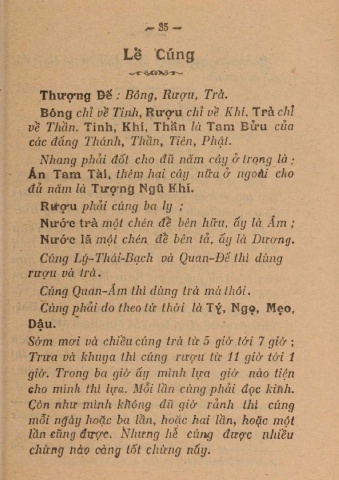 — 35 —
Lễ Cúng
Thượng Đế : Bông, Rượu, Trà.
Bông chỉ về Tinh, Rượu chỉ về Khí, Trà chỉ
về Thần. Tinh, Khí, Thần là Tam Bửu của
các đấng Thánh, Thần, Tiên, Phật.
Nhang phải đốt cho đủ năm cây ở trọng là :
Án Tam Tài, thêm hai cây nữa ở ngoài cho
đủ năm là Tượng Ngũ Khí.
Rượu phải cúng ba ly ;
Nước trà một chén để bên hữu, ấy là Âm ;
Nước lã một chén để bên tả, ấy là Dương.
Cúng Lý-Thái-Bạch và Quan-Đế thì dùng
rượu và trà.
Cúng Quan-Âm thì dùng trà mà thôi.
Cúng phải do theo tứ thời là Tý, Ngọ, Mẹo,
Dậu.
Sớm mơi và chiều cúng trà từ 5 giờ tới 7 giờ ;
Trưa và khuya thì cúng rượu từ 11 giờ tới 1
giờ. Trong ba giờ ấy mình lựa giờ nào tiện
cho mình thì lựa. Mỗi lần cúng phải đọc kinh.
Còn như mình không đủ giờ rảnh thì cúng
mỗi ngày hoặc ba lần, hoặc hai lần, hoặc một
lần cũng được. Nhưng hễ cúng được nhiều
chừng nào càng tốt chừng nấy.